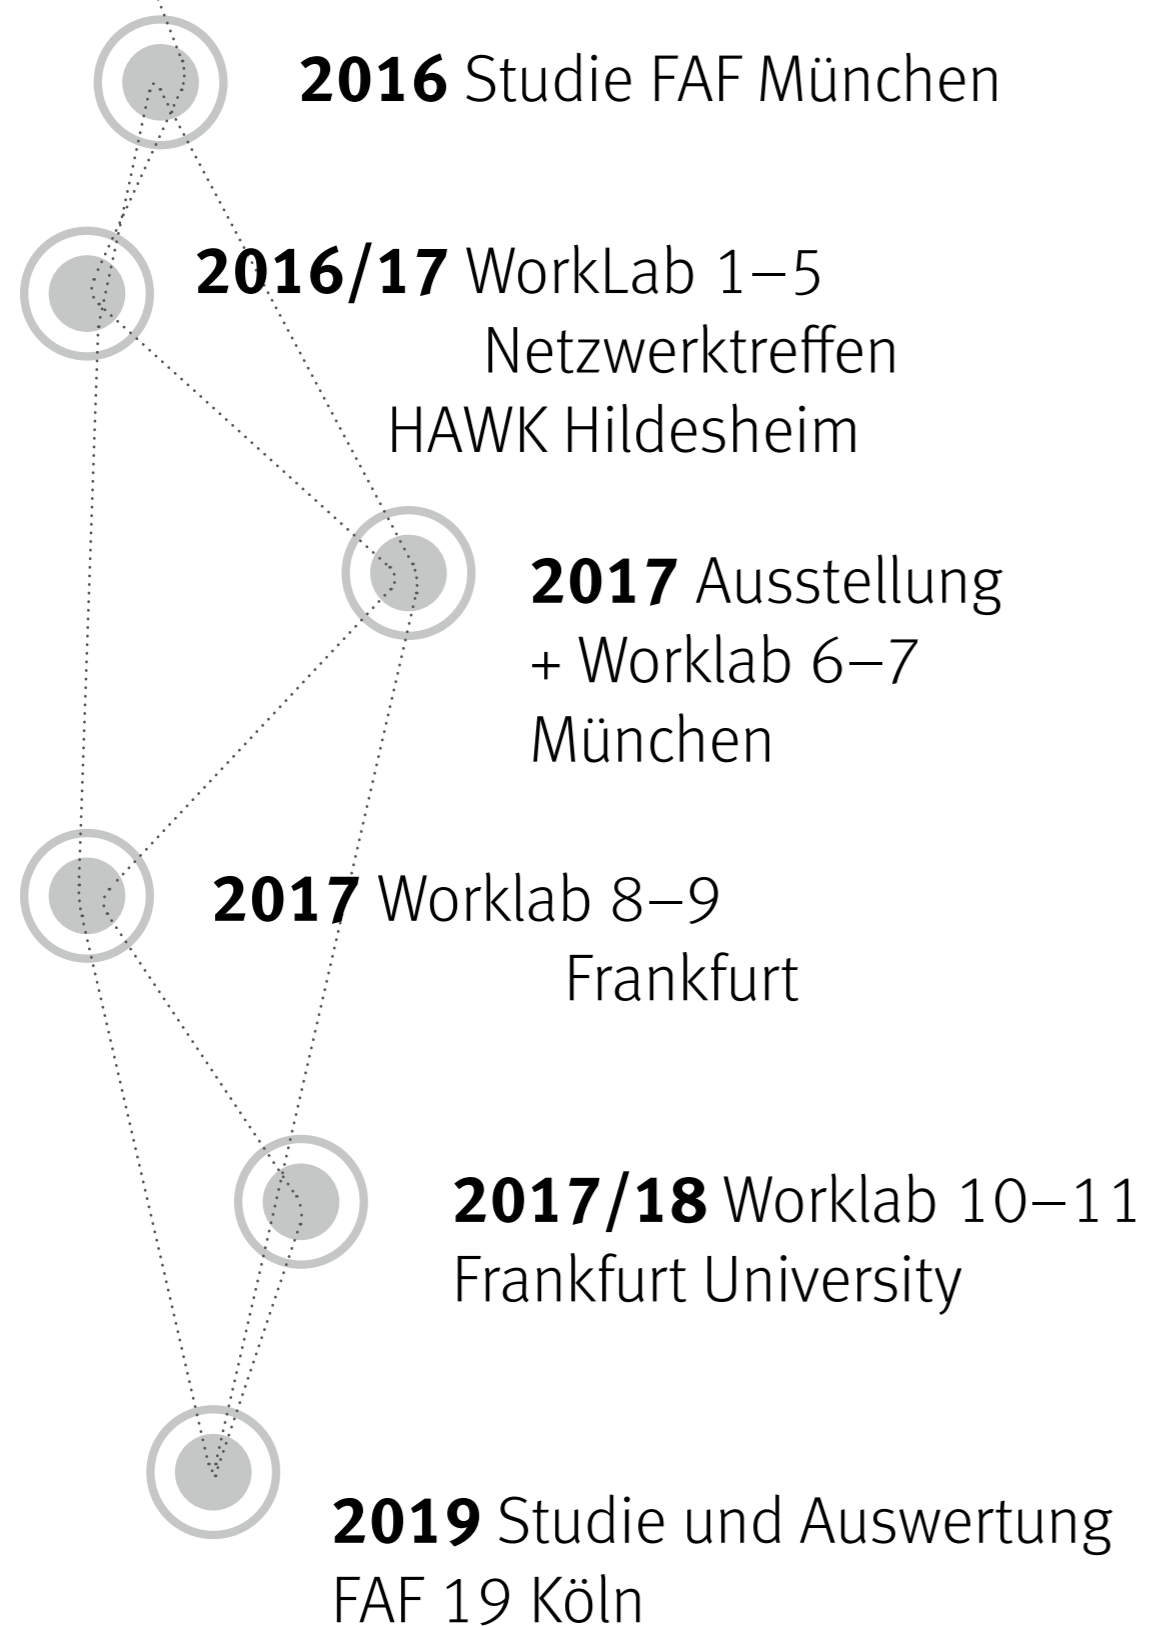 2016 Studie FAF München
2016/17 WorkLab 1–5
Netzwerktreffen
HAWK Hildesheim
2017 Ausstellung
+ Worklab 6–7
München
2017 Worklab 8–9
Frankfurt
2017/18 Worklab 10–11
Frankfurt University
2019 Studie und Auswertung
FAF 19 Köln